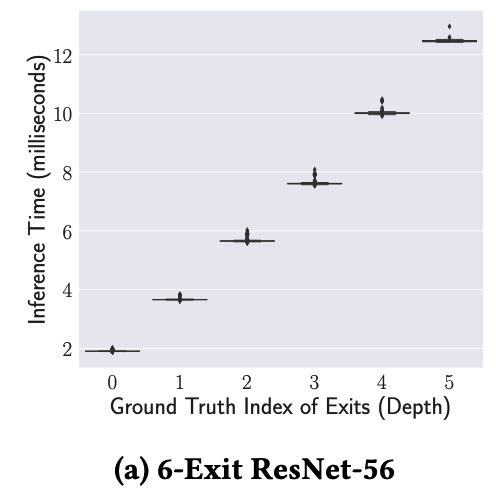 12
10
8
6
4
2
Inference Time (milliseconds)
0 1 2 3 4 5
Ground Truth Index of Exits (Depth)
(a) 6-Exit ResNet-56